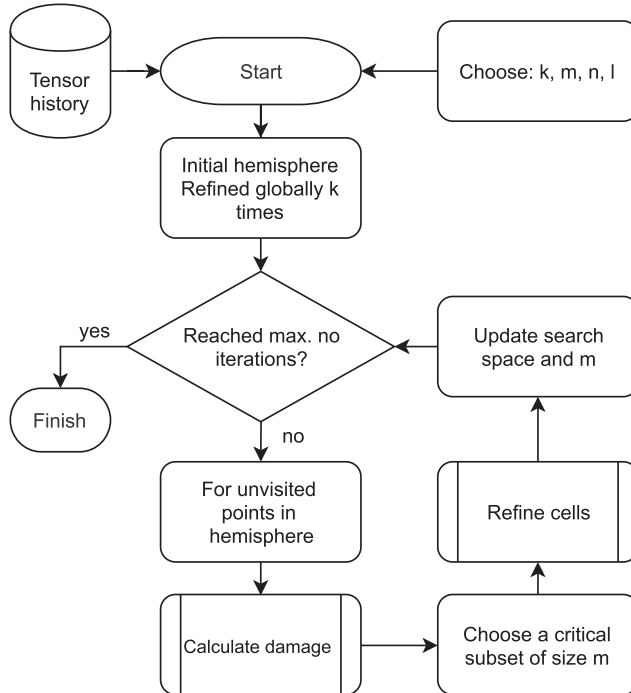 Tensor
history
Start
Choose: k, m, n, l
Initial hemisphere
Refined globally k
times
Reached max. no
iterations?
yes
Finish
no
Update search
space and m
For unvisited
points in
hemisphere
Refine cells
Calculate damage
Choose a critical
subset of size m